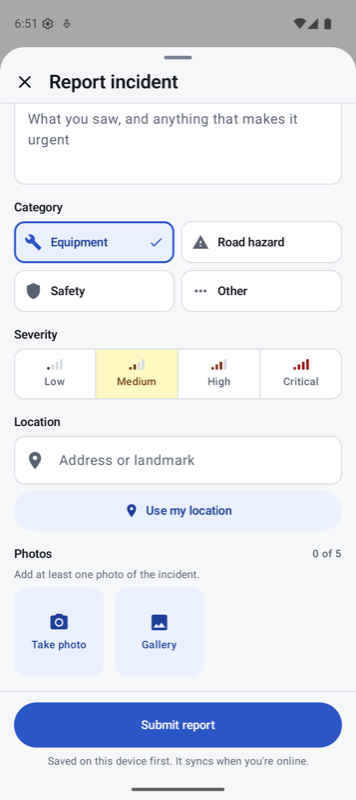 6:51
Report incident
What you saw, and anything that makes it
urgent
Category
Equipment
Road hazard
Safety
Other
Severity
Low
Medium
High
Critical
Location
Address or landmark
Use my location
Photos
0 of 5
Add at least one photo of the incident.
Take photo
Gallery
Submit report
Saved on this device first. It syncs when you're online.